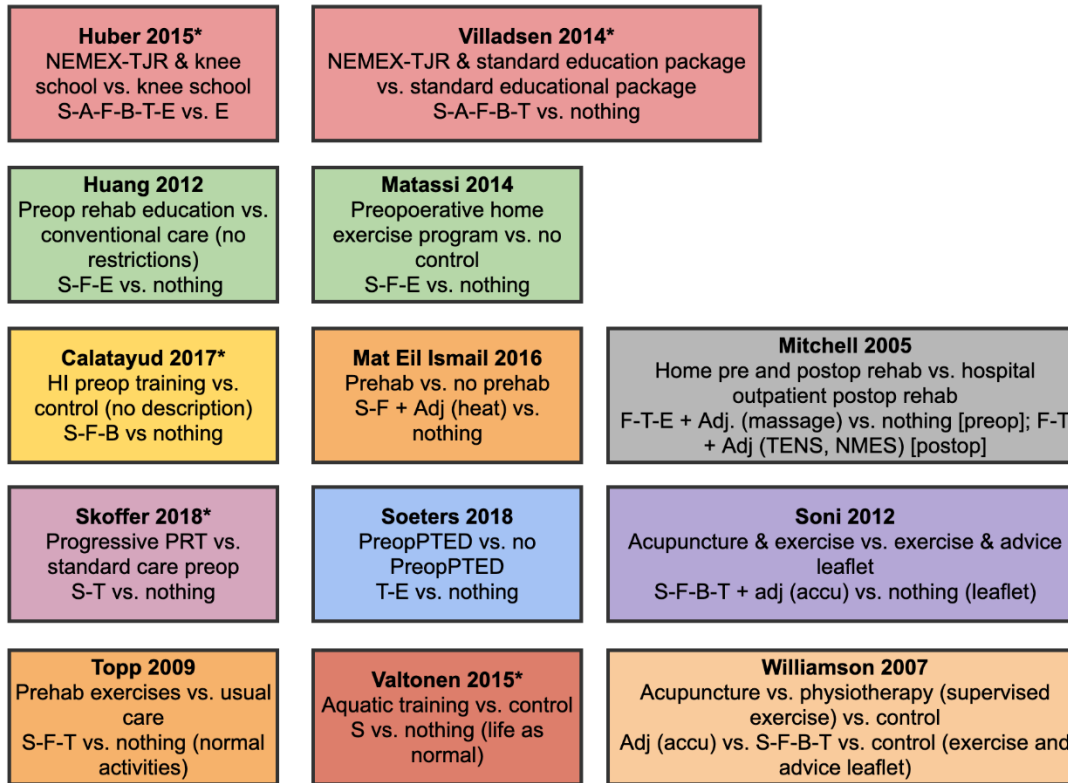 Huber 2015*
NEMEX-TJR & knee
school vs. knee school
S-A-F-B-T-E vs. E
Villadsen 2014*
NEMEX-TJR & standard education package
vs. standard educational package
S-A-F-B-T vs. nothing
Huang 2012
Preop rehab education vs.
conventional care (no
restrictions)
S-F-E vs. nothing
Matassi 2014
Preopoerative home
exercise program vs. no
control
S-F-E vs. nothing
Calatayud 2017*
HI preop training vs.
control (no description)
S-F-B vs nothing
Mat Eil Ismail 2016
Prehab vs. no prehab
S-F + Adj (heat) vs.
nothing
Mitchell 2005
Home pre and postop rehab vs. hospital
outpatient postop rehab
F-T-E + Adj. (massage) vs. nothing [preop]; F-T
+ Adj (TENS, NMES) [postop]
Skoffer 2018*
Progressive PRT vs.
standard care preop
S-T vs. nothing
Soeters 2018
PreopPTED vs. no
PreopPTED
T-E vs. nothing
Soni 2012
Acupuncture & exercise vs. exercise & advice
leaflet
S-F-B-T + adj (accu) vs. nothing (leaflet)
Topp 2009
Prehab exercises vs. usual
care
S-F-T vs. nothing (normal
activities)
Valtonen 2015*
Aquatic training vs. control
S vs. nothing (life as
normal)
Williamson 2007
Acupuncture vs. physiotherapy (supervised
exercise) vs. control
Adj (accu) vs. S-F-B-T vs. control (exercise and
advice leaflet)